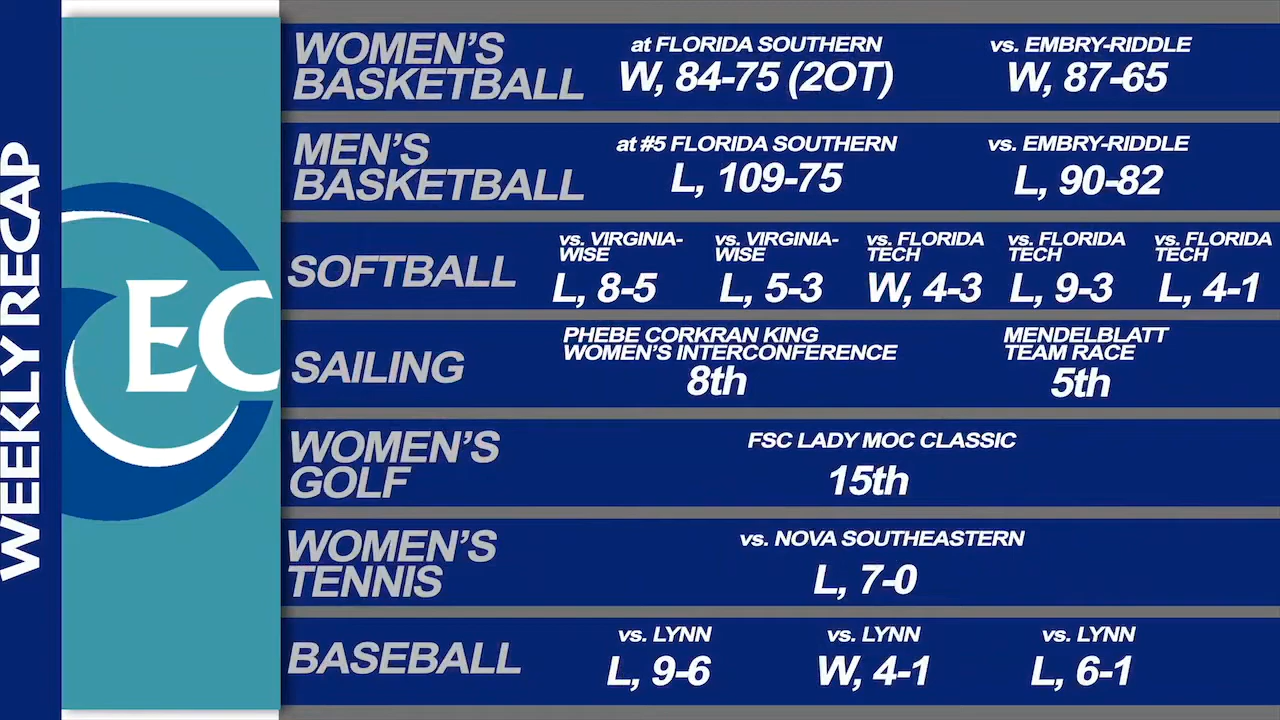 WEEKLY RECAP
EC
WOMEN'S
BASKETBALL
at FLORIDA SOUTHERN
W, 84-75 (2OT)
vs. EMBRY-RIDDLE
W, 87-65
MEN'S
BASKETBALL
at #5 FLORIDA SOUTHERN
L, 109-75
vs. EMBRY-RIDDLE
L, 90-82
SOFTBALL
vs. VIRGINIA-
WISE
L, 8-5
vs. VIRGINIA-
WISE
L, 5-3
vs. FLORIDA
TECH
W, 4-3
vs. FLORIDA
TECH
L, 9-3
vs. FLORIDA
TECH
L, 4-1
SAILING
PHEBE CORKRAN KING
WOMEN'S INTERCONFERENCE
8th
MENDELBLATT
TEAM RACE
5th
WOMEN'S
GOLF
FSC LADY MOC CLASSIC
15th
WOMEN'S
TENNIS
vs. NOVA SOUTHEASTERN
L, 7-0
BASEBALL
vs. LYNN
L, 9-6
vs. LYNN
W, 4-1
vs. LYNN
L, 6-1